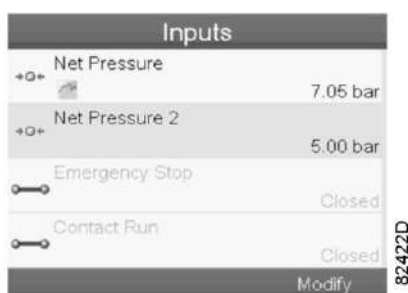 Inputs
Net Pressure
7.05 bar
Net Pressure 2
5.00 bar
Emergency Stop
Closed
Contact Run
Closed
Modify
82422D